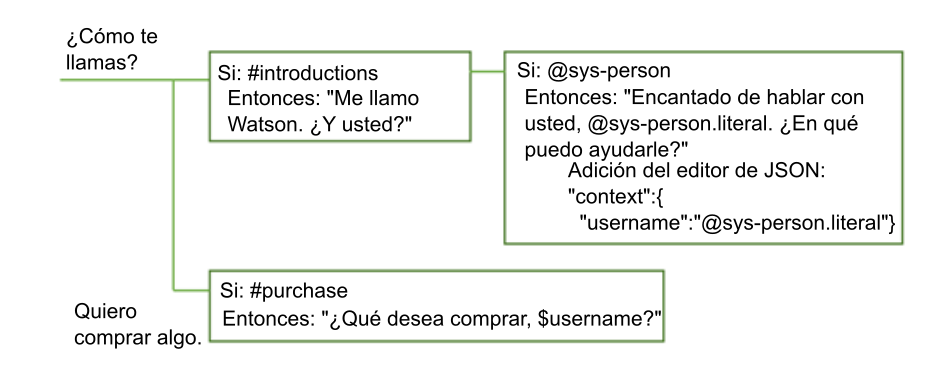 ¿Cómo te
llamas?
Si: #introductions
Entonces: "Me llamo
Watson. ¿Y usted?"
Si: @sys-person
Entonces: "Encantado de hablar con
usted, @sys-person.literal. ¿En qué
puedo ayudarle?"
Adición del editor de JSON:
"context":{
"username":"@sys-person.literal"}
Quiero
comprar algo.
Si: #purchase
Entonces: "¿Qué desea comprar, $username?"